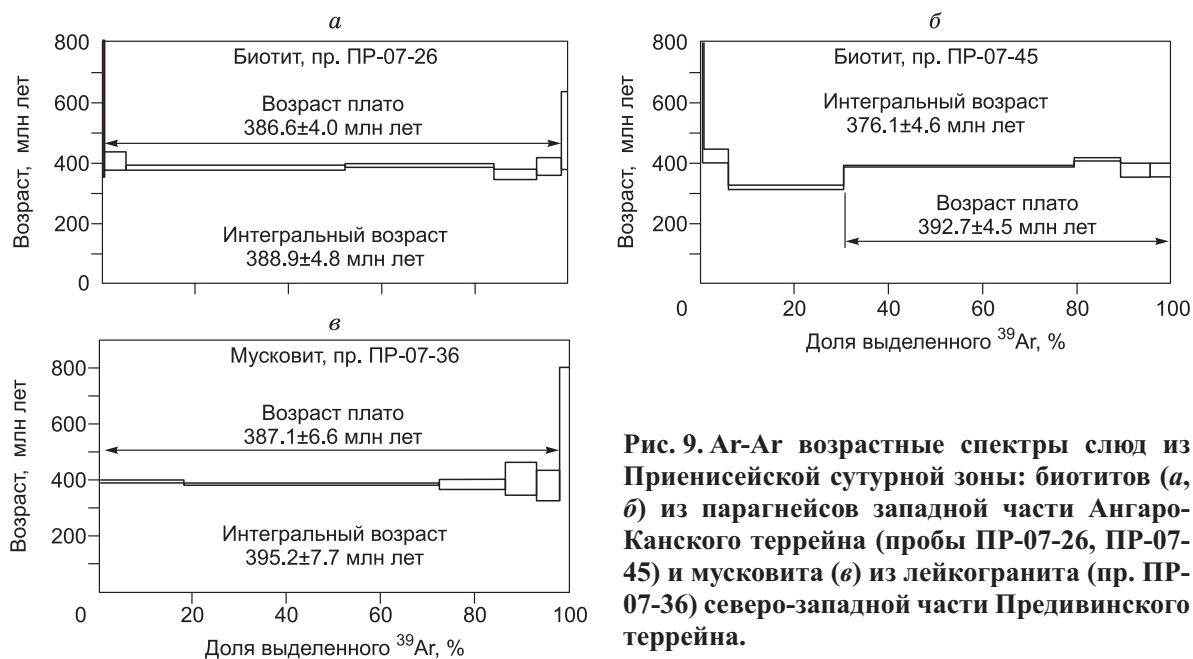 а
800
600
400
200
0
Возраст, млн лет
Биотит, пр. ПР-07-26
Возраст плато
386.6±4.0 млн лет
Интегральный возраст
388.9±4.8 млн лет
б
800
600
400
200
0
20
40
60
80
100
Возраст, млн лет
Биотит, пр. ПР-07-45
Интегральный возраст
376.1±4.6 млн лет
Возраст плато
392.7±4.5 млн лет
Доля выделенного ³⁹Ar, %
в
800
600
400
200
0
20
40
60
80
100
Возраст, млн лет
Мусковит, пр. ПР-07-36
Возраст плато
387.1±6.6 млн лет
Интегральный возраст
395.2±7.7 млн лет
Доля выделенного ³⁹Ar, %
Рис. 9. Ar-Ar возрастные спектры слюд из
Приенисейской сутурной зоны: биотитов (а,
б) из парагнейсов западной части Ангаро-
Канского террейна (пробы ПР-07-26, ПР-07-
45) и мусковита (в) из лейкогранита (пр. ПР-
07-36) северо-западной части Предивинского
террейна.